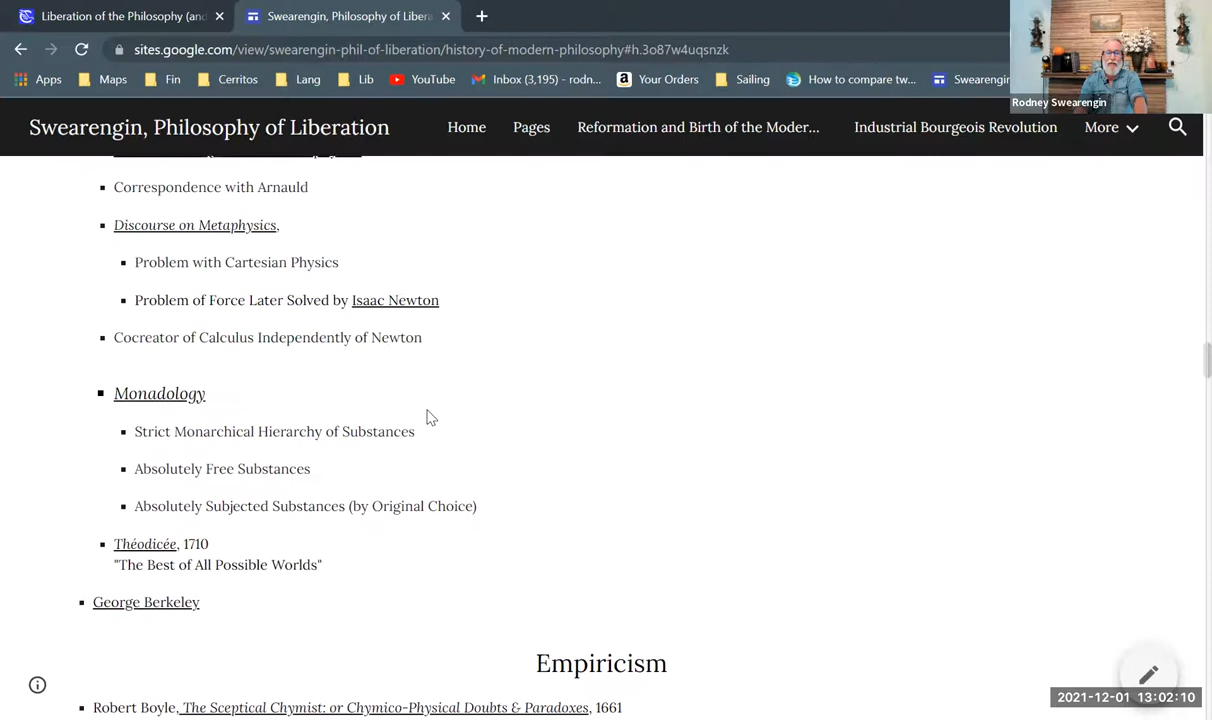 Liberation of the Philosophy (and
Swearengin, Philosophy of Libera
sites.google.com/view/swearengin-phil-of-liberation/history-of-modern-philosophy#h.3o87w4uqsnzk
Apps Maps Fin Cerritos Lang Lib YouTube Inbox (3,195) - rodn... Your Orders Sailing How to compare tw... Swearengin
Rodney Swearengin
Swearengin, Philosophy of Liberation Home Pages Reformation and Birth of the Moder... Industrial Bourgeois Revolution More
Correspondence with Arnauld
Discourse on Metaphysics,
Problem with Cartesian Physics
Problem of Force Later Solved by Isaac Newton
Cocreator of Calculus Independently of Newton
Monadology
Strict Monarchical Hierarchy of Substances
Absolutely Free Substances
Absolutely Subjected Substances (by Original Choice)
Théodicée, 1710
"The Best of All Possible Worlds"
George Berkeley
Empiricism
Robert Boyle, The Sceptical Chymist: or Chymico-Physical Doubts & Paradoxes, 1661
2021-12-01 13:02:10